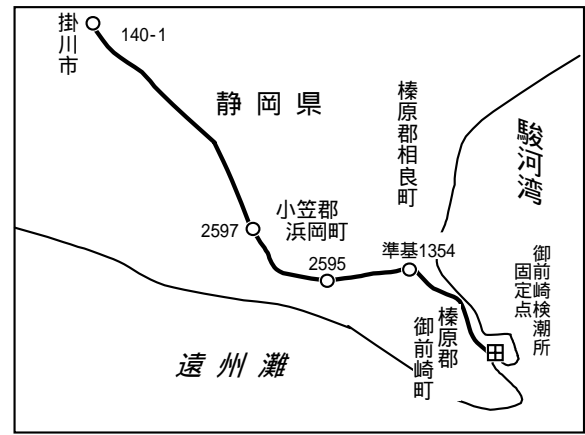 掛川市
140-1
静岡県
榛原郡相良町
駿河湾
小笠郡
浜岡町
2597
2595
準基1354
御前崎検潮所
固定点
榛原郡
御前崎町
遠州灘